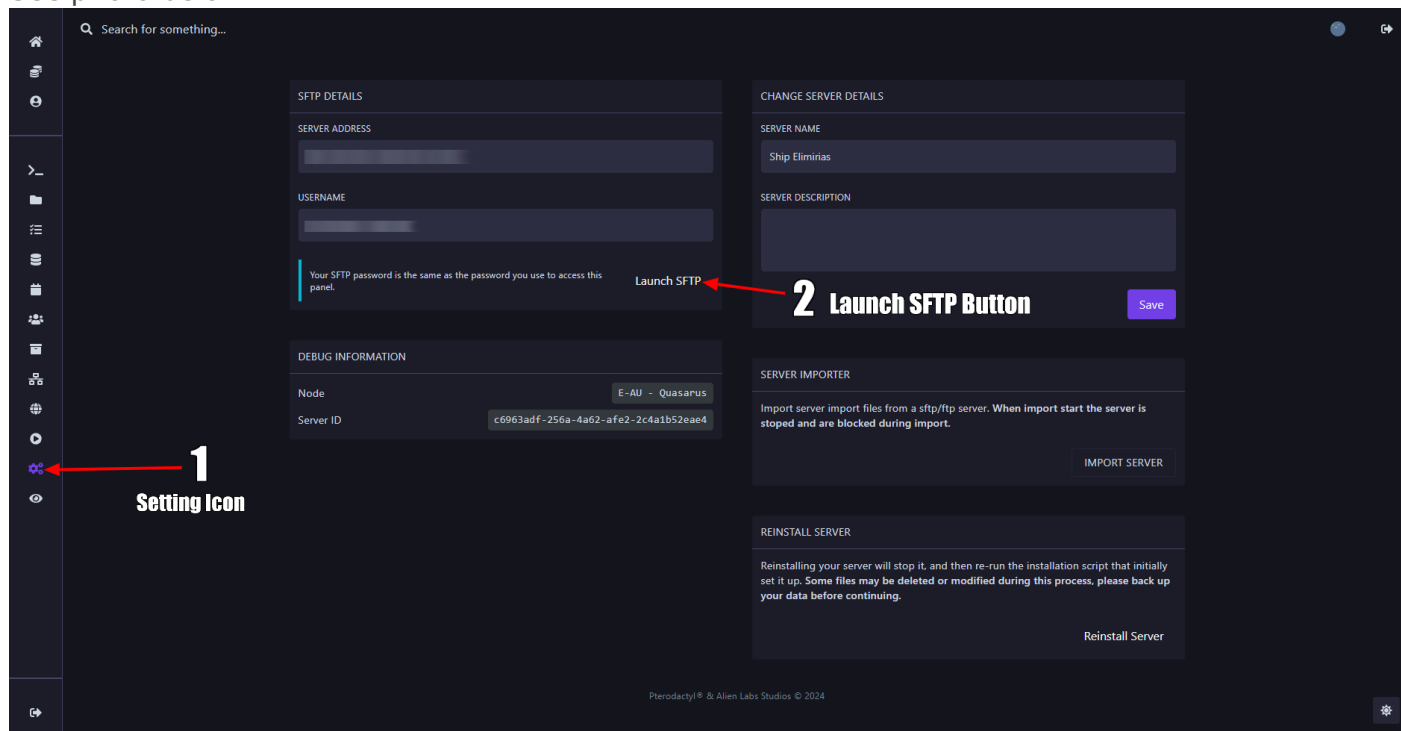 Search for something...
SFTP DETAILS
SERVER ADDRESS
USERNAME
Your SFTP password is the same as the password you use to access this
panel.
Launch SFTP
DEBUG INFORMATION
Node
E-AU - Quasarus
Server ID
c6963adf-256a-4a62-afe2-2c4a1b52eae4
1
Setting Icon
CHANGE SERVER DETAILS
SERVER NAME
Ship Elimirias
SERVER DESCRIPTION
2 Launch SFTP Button
Save
SERVER IMPORTER
Import server import files from a sftp/ftp server. When import start the server is
stoped and are blocked during import.
IMPORT SERVER
REINSTALL SERVER
Reinstalling your server will stop it, and then re-run the installation script that initially
set it up. Some files may be deleted or modified during this process, please back up
your data before continuing.
Reinstall Server
Pterodactyl® & Alien Labs Studios © 2024